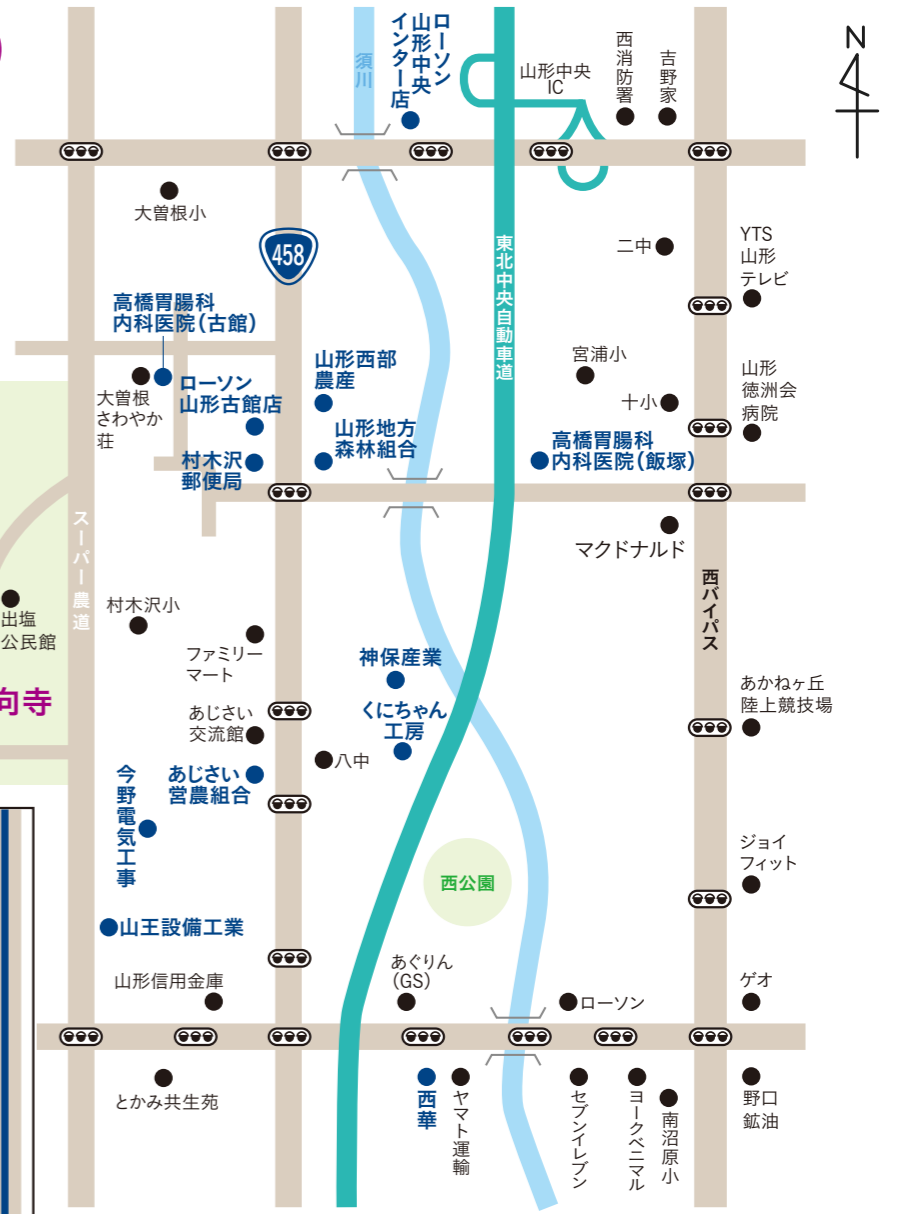 ローソン
山形中央
インター店
須川
山形中央
IC
西消防署
吉野家
N
大曽根小
458
二中
YTS
山形
テレビ
東北中央自動車道
高橋胃腸科
内科医院(古館)
大曽根
さわやか
荘
ローソン
山形古館店
山形西部
農産
山形地方
森林組合
村木沢
郵便局
宮浦小
十小
山形
徳洲会
病院
高橋胃腸科
内科医院(飯塚)
マクドナルド
スーパー農道
西バイパス
出塩
公民館
村木沢小
ファミリー
マート
向寺
神保産業
くにちゃん
工房
あじさい
交流館
八中
あじさい
営農組合
あかねヶ丘
陸上競技場
今野電気工事
西公園
ジョイ
フィット
山王設備工業
山形信用金庫
あぐりん
(GS)
ローソン
ゲオ
とかみ共生苑
西華
ヤマト運輸
セブンイレブン
ヨークベニマル
南沼原小
野口
鉱油